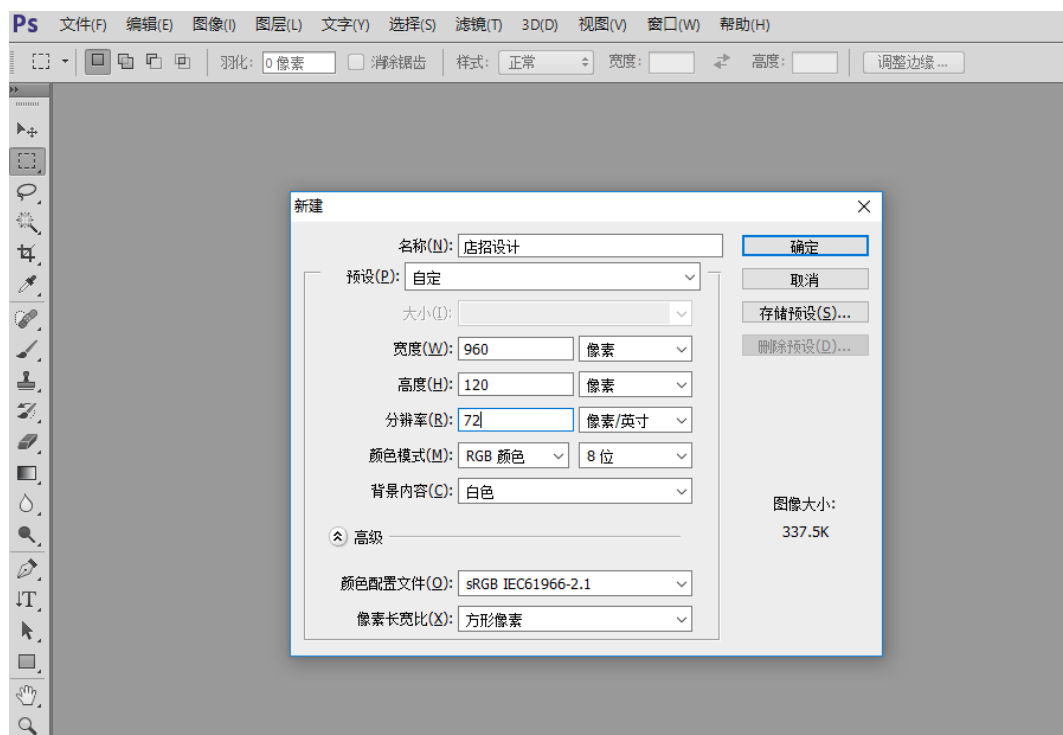 Ps 文件(F) 编辑(E) 图像(I) 图层(L) 文字(Y) 选择(S) 滤镜(T) 3D(D) 视图(V) 窗口(W) 帮助(H)
羽化: 0 像素 消除锯齿 样式: 正常 宽度: 高度: 调整边缘 ...
新建
名称(N): 店招设计 确定
预设(P): 自定 取消
大小(I): 存储预设(S)...
宽度(W): 960 像素 删除预设(D)...
高度(H): 120 像素
分辨率(R): 72 像素/英寸
颜色模式(M): RGB 颜色 8 位
背景内容(C): 白色 图像大小:
高级 337.5K
颜色配置文件(O): sRGB IEC61966-2.1
像素长宽比(X): 方形像素